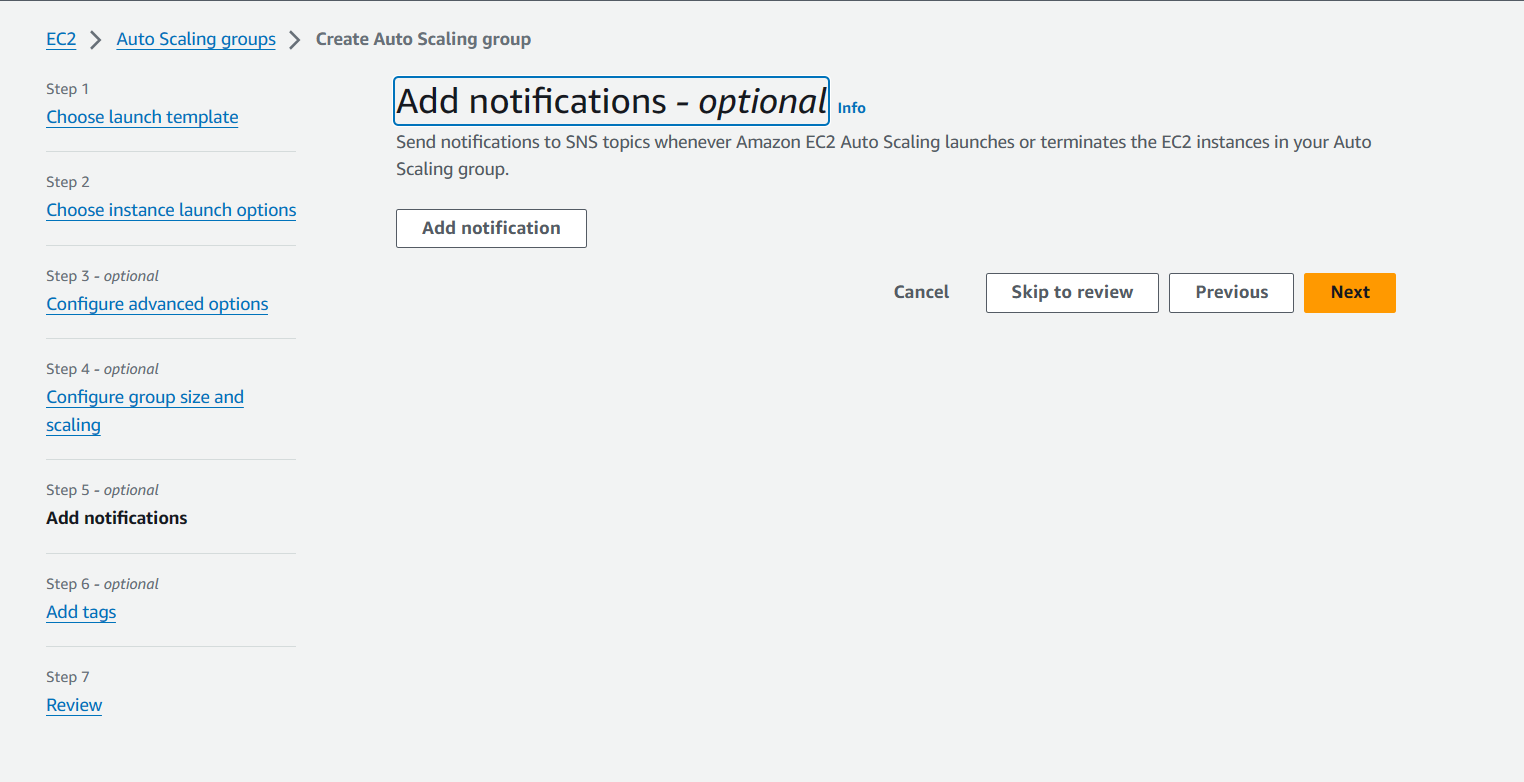 EC2 > Auto Scaling groups > Create Auto Scaling group
Step 1
Choose launch template
Step 2
Choose instance launch options
Step 3 - optional
Configure advanced options
Step 4 - optional
Configure group size and
scaling
Step 5 - optional
Add notifications
Step 6 - optional
Add tags
Step 7
Review
Add notifications - optional Info
Send notifications to SNS topics whenever Amazon EC2 Auto Scaling launches or terminates the EC2 instances in your Auto
Scaling group.
Add notification
Cancel Skip to review Previous Next